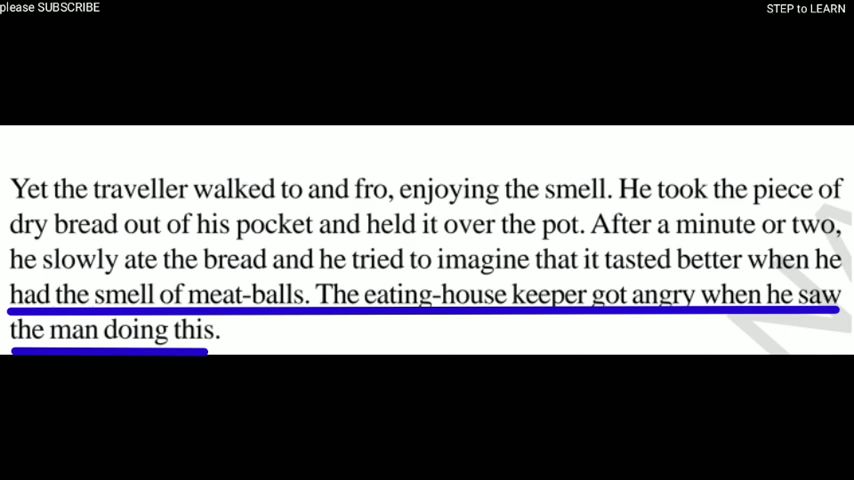 please SUBSCRIBE
STEP to LEARN
Yet the traveller walked to and fro, enjoying the smell. He took the piece of
dry bread out of his pocket and held it over the pot. After a minute or two,
he slowly ate the bread and he tried to imagine that it tasted better when he
had the smell of meat-balls. The eating-house keeper got angry when he saw
the man doing this.